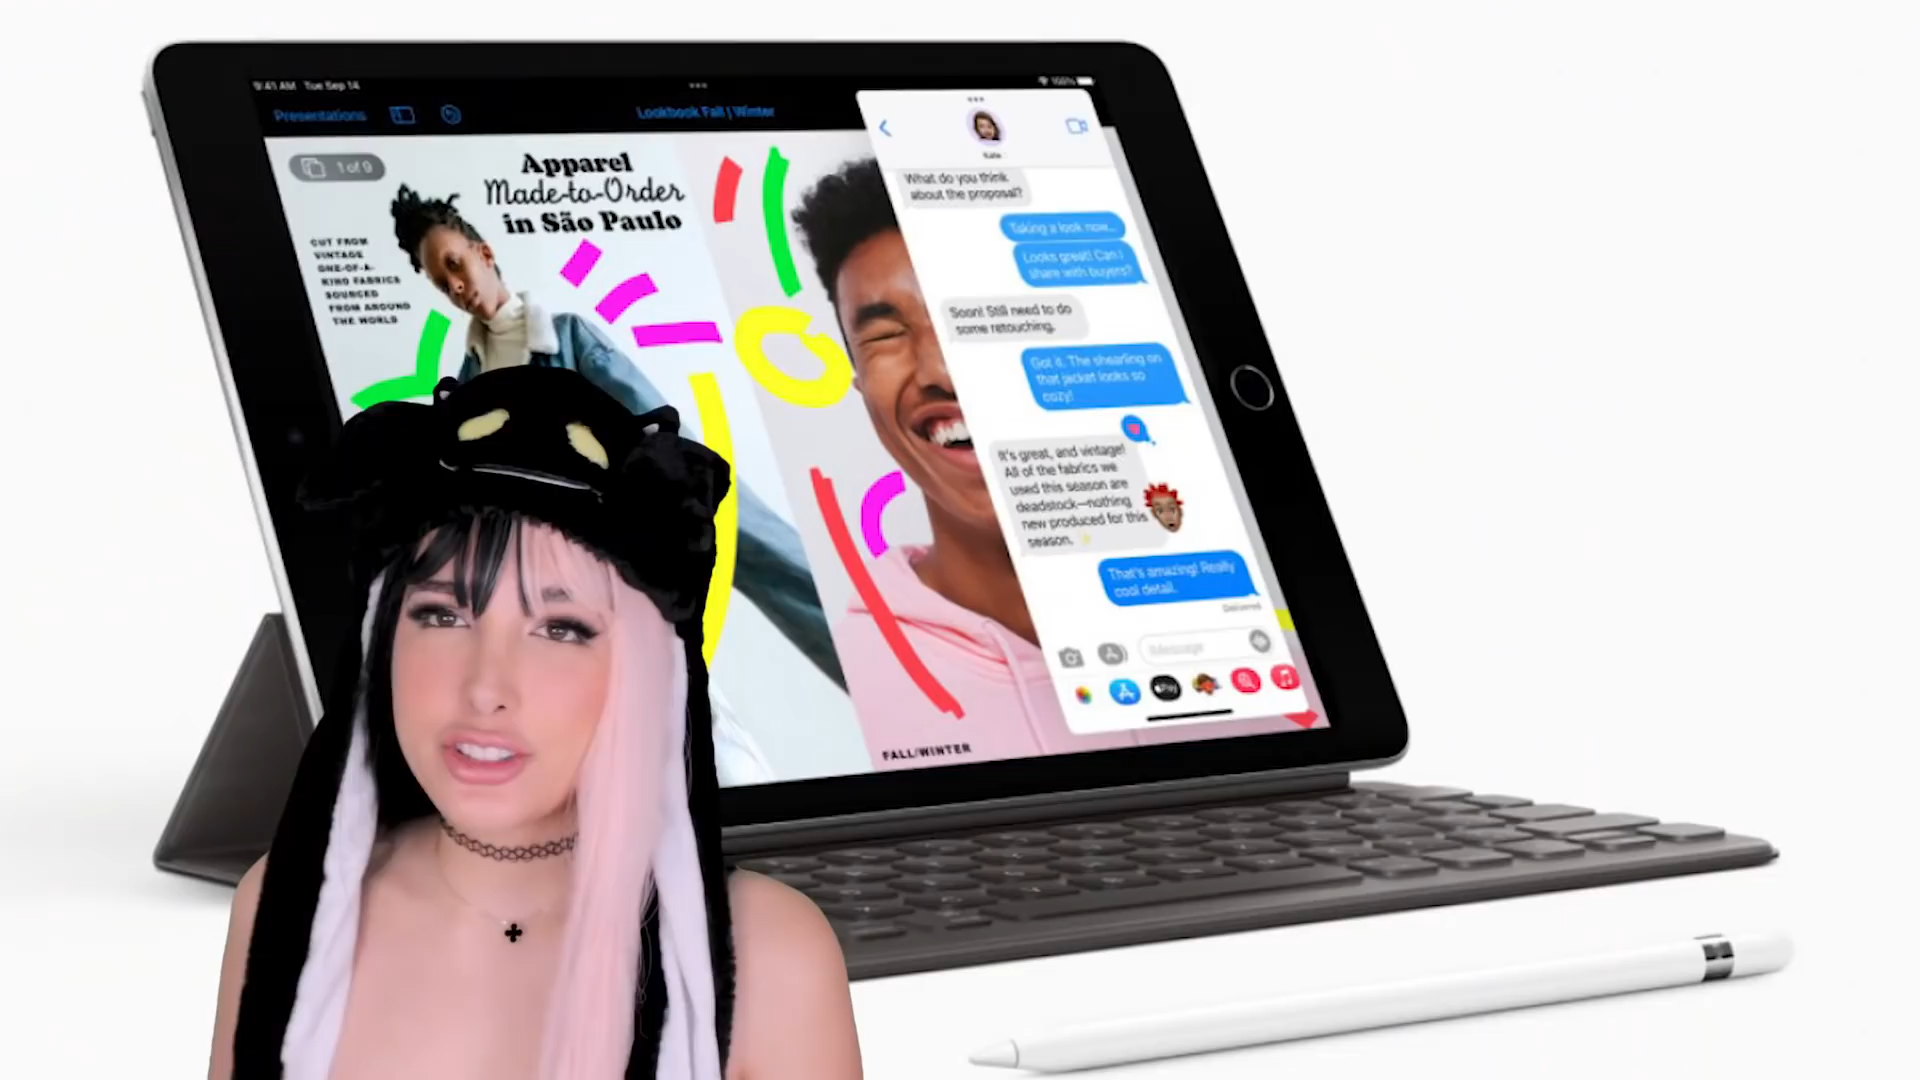 9:41 AM Tue Sep 14
100%
Presentations
Lookbook Fall | Winter
1 of 9
Apparel
Made-to-Order
in São Paulo
CUT FROM
VINTAGE
ONE-OF-A-
KIND FABRICS
SOURCED
FROM AROUND
THE WORLD
FALL/WINTER
Kate
What do you think
about the proposal?
Taking a look now...
Looks great! Can I
share with buyers?
Soon! Still need to do
some retouching.
Got it. The shearling on
that jacket looks so
cozy!
It's great, and vintage!
All of the fabrics we
used this season are
deadstock—nothing
new produced for this
season. ✨
That's amazing! Really
cool detail.
Delivered
iMessage
Pay